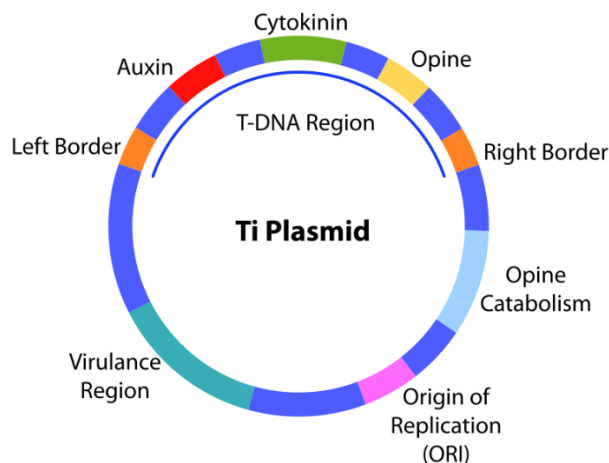 Cytokinin
Auxin
Opine
T-DNA Region
Left Border
Right Border
Ti Plasmid
Opine
Catabolism
Virulance
Region
Origin of
Replication
(ORI)